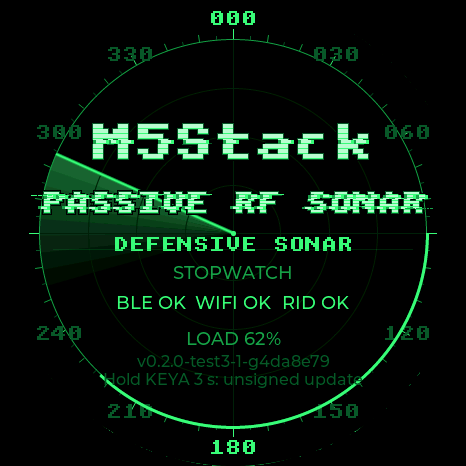 000
330 030
300 060
M5Stack
PASSIVE RF SONAR
DEFENSIVE SONAR
STOPWATCH
BLE OK WIFI OK RID OK
240 120
LOAD 62%
v0.2.0-test3-1-g4da8e79
Hold KEYA 3 s: unsigned update
210 150
180